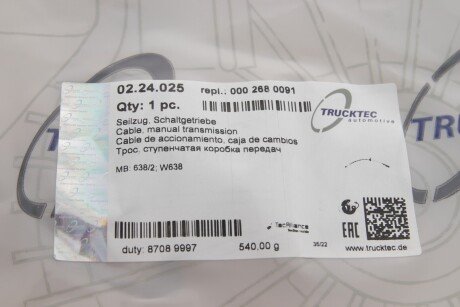 02.24.025 repl.: 000 268 0091
Qty: 1 pc.
TRUCKTEC
automotive
Seilzug, Schaltgetriebe
Cable, manual transmission
Cable de accionamiento, caja de cambios
Трос, ступенчатая коробка передач
MB: 638/2; W638
TecAlliance
EAC
duty: 8708 9997 540,00 g 35/22 www.trucktec.de